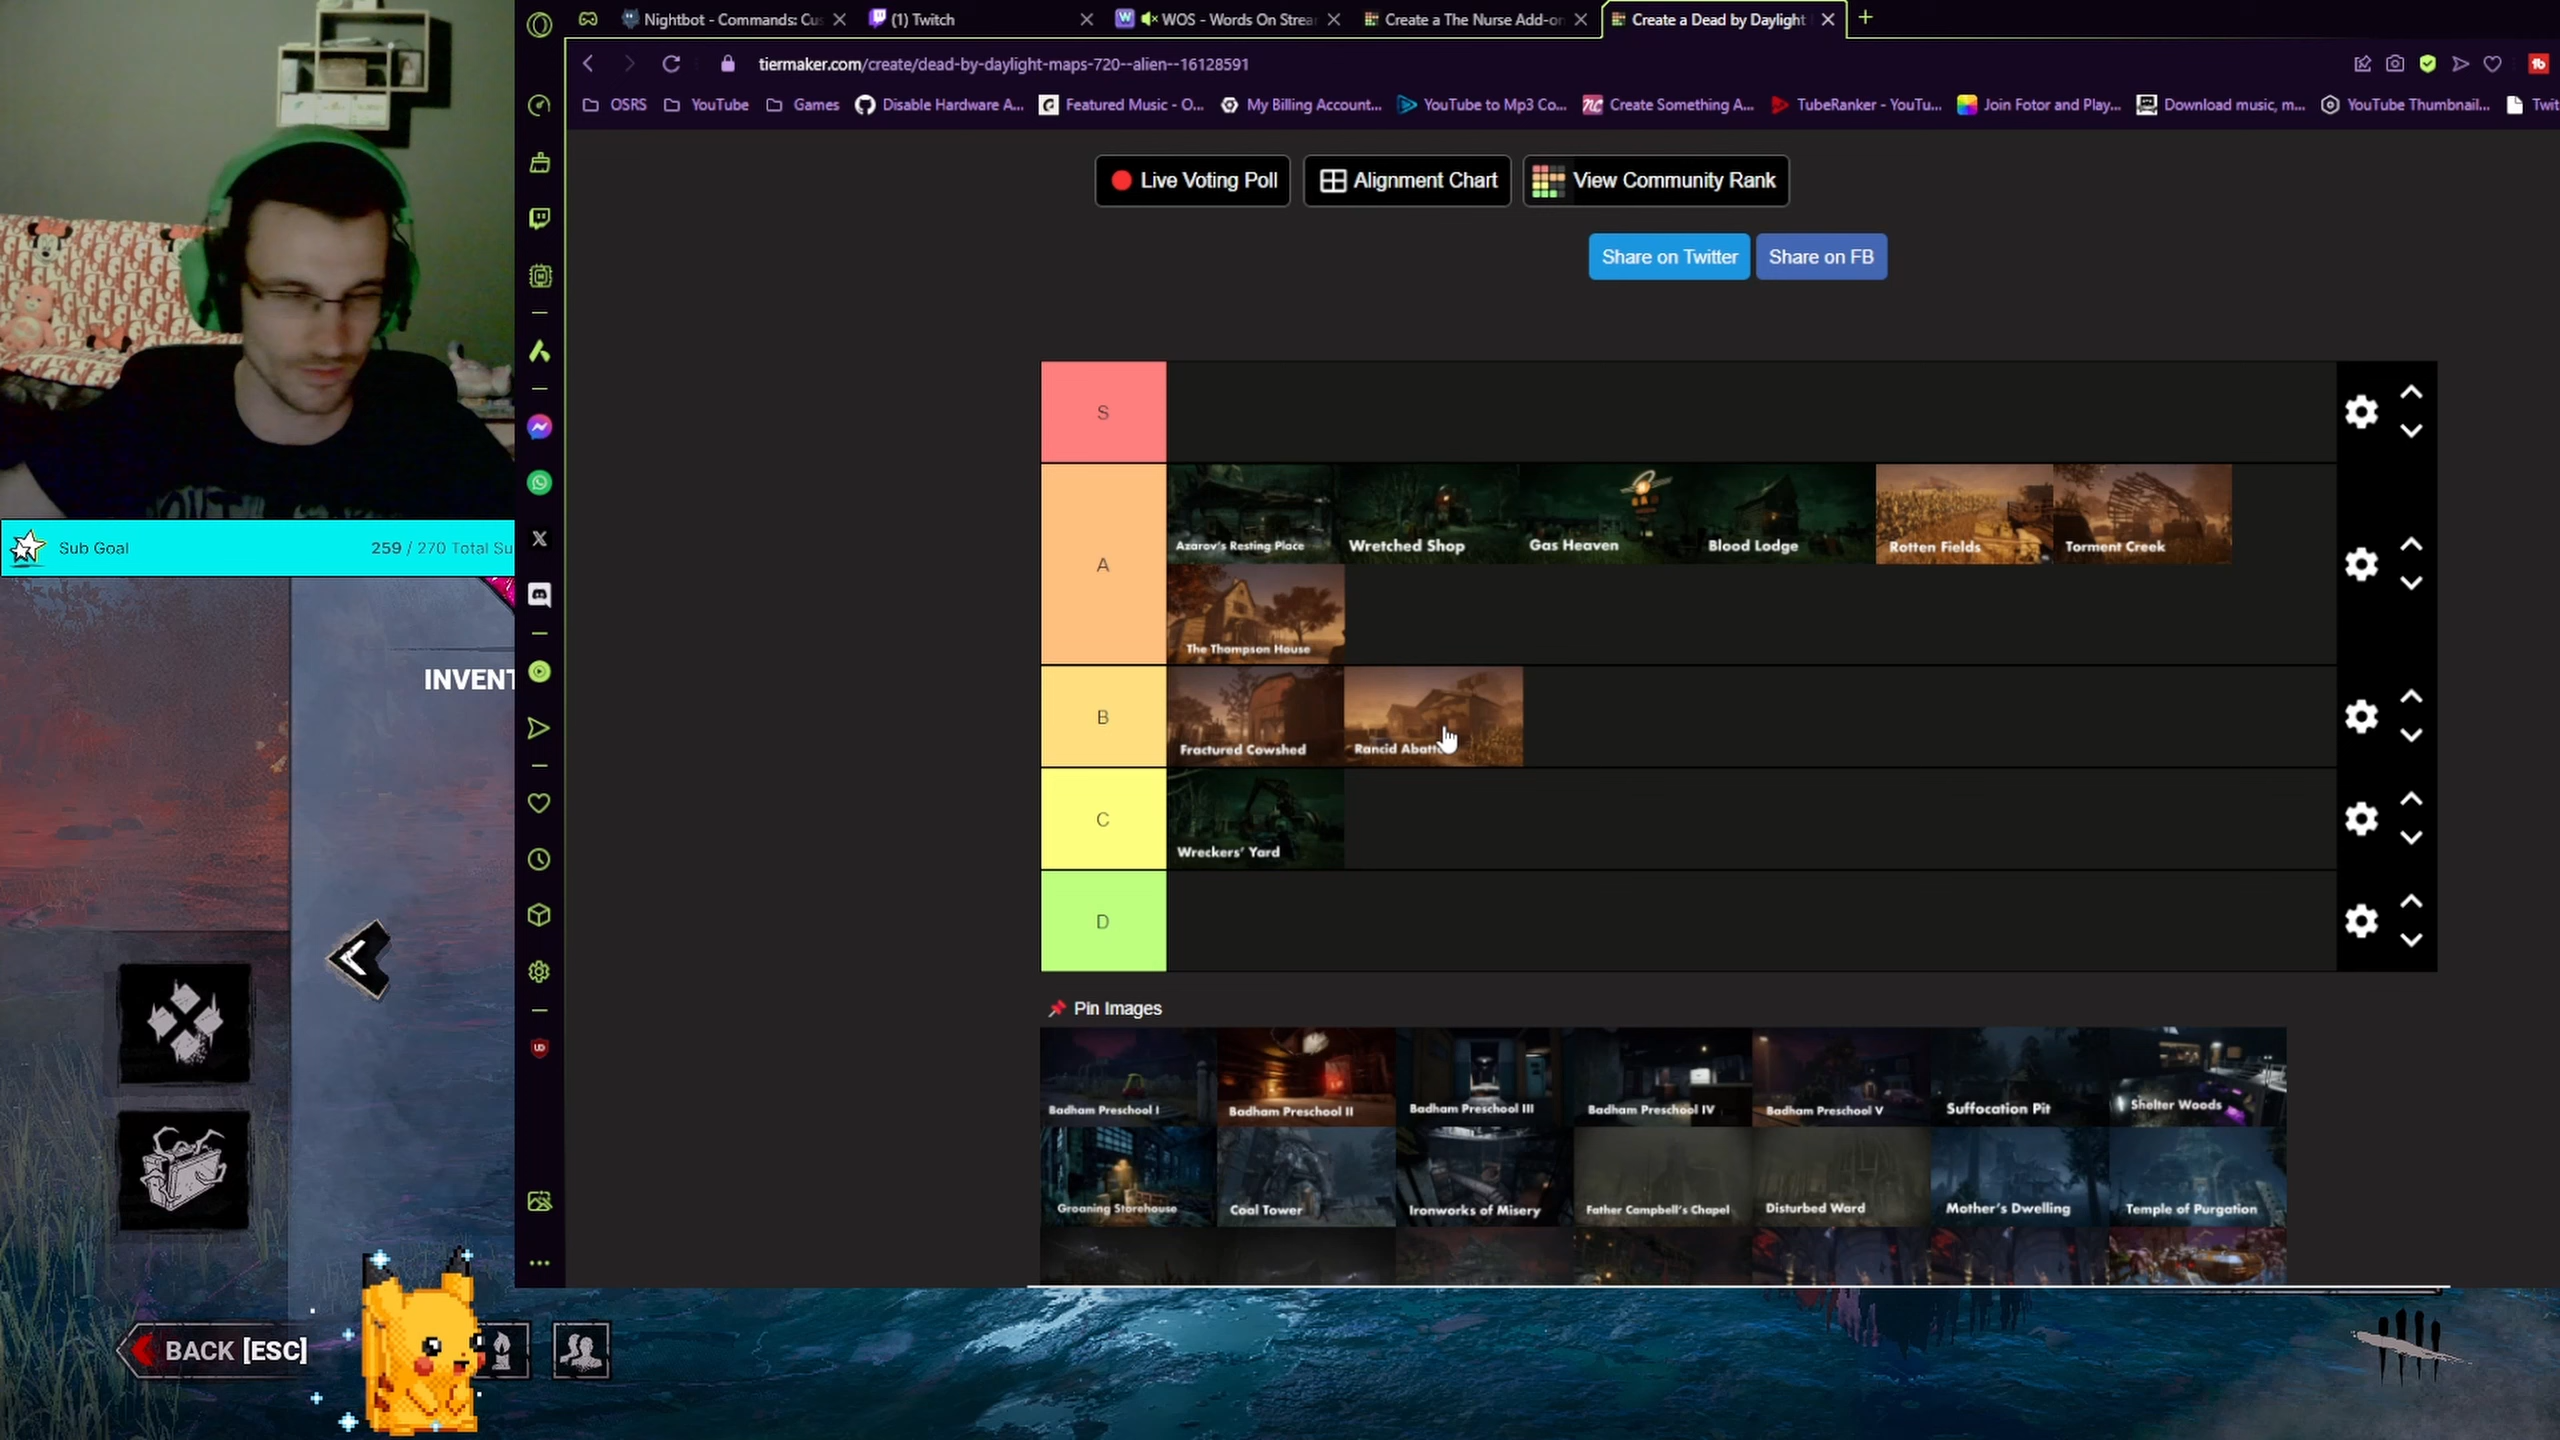 Nightbot - Commands: Cus
(1) Twitch
WOS - Words On Strea
Create a The Nurse Add-o
Create a Dead by Daylight
tiermaker.com/create/dead-by-daylight-maps-720--alien--16128591
OSRS
YouTube
Games
Disable Hardware A...
Featured Music - O...
My Billing Account...
YouTube to Mp3 Co...
Create Something A...
TubeRanker - YouTu...
Join Fotor and Play...
Download music, m...
YouTube Thumbnail...
Twit
Live Voting Poll
Alignment Chart
View Community Rank
Share on Twitter
Share on FB
S
A
Azarov's Resting Place
Wretched Shop
Gas Heaven
Blood Lodge
Rotten Fields
Torment Creek
The Thompson House
B
Fractured Cowshed
Rancid Abatt
C
Wreckers' Yard
D
Pin Images
Badham Preschool I
Badham Preschool II
Badham Preschool III
Badham Preschool IV
Badham Preschool V
Suffocation Pit
Shelter Woods
Groaning Storehouse
Coal Tower
Ironworks of Misery
Father Campbell's Chapel
Disturbed Ward
Mother's Dwelling
Temple of Purgation
Sub Goal
259 / 270 Total Su
INVENT
BACK [ESC]